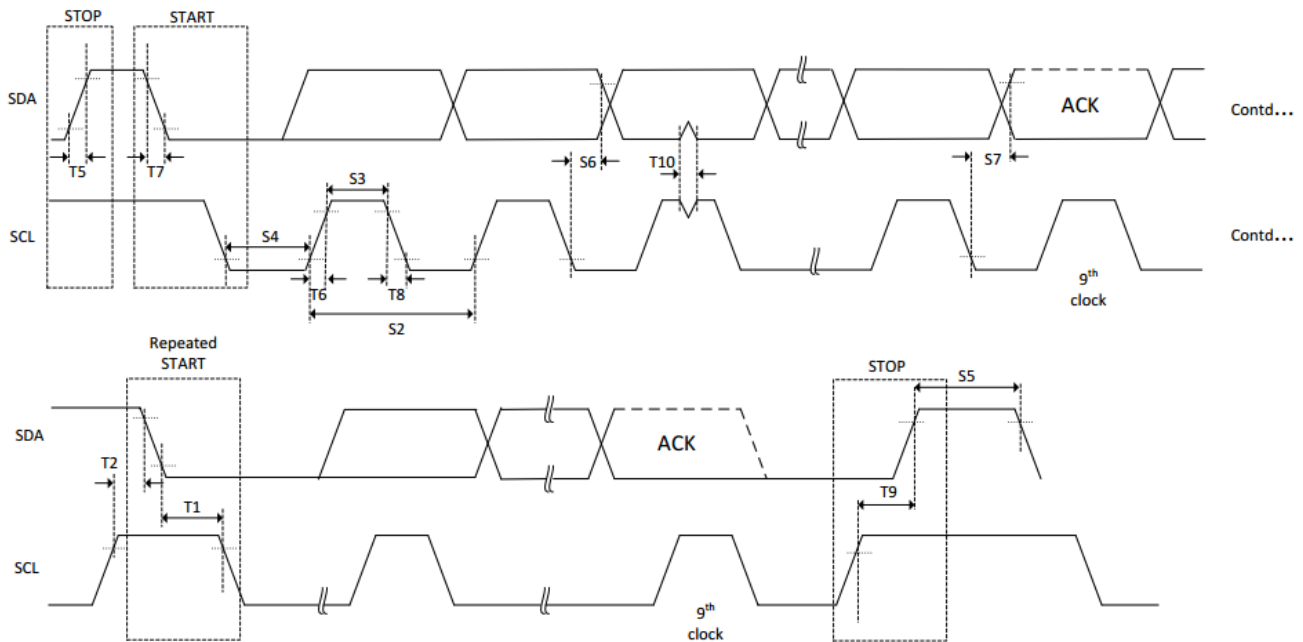 STOP
START
SDA
ACK
Contd...
T5
T7
S6
T10
S7
S3
SCL
S4
Contd...
T6
T8
9th
clock
S2
Repeated
START
STOP
S5
SDA
ACK
T2
T9
T1
SCL
9th
clock